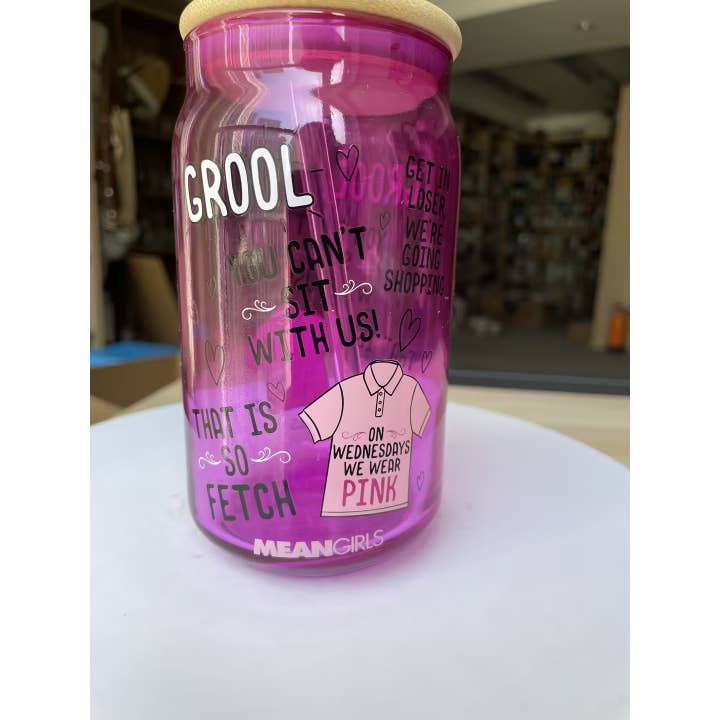 GROOL
GET IN
LOSER
WE'RE
GOING
SHOPPING
YOU CAN'T
SIT
WITH US!
THAT IS
SO
FETCH
ON
WEDNESDAYS
WE WEAR
PINK
MEANGIRLS